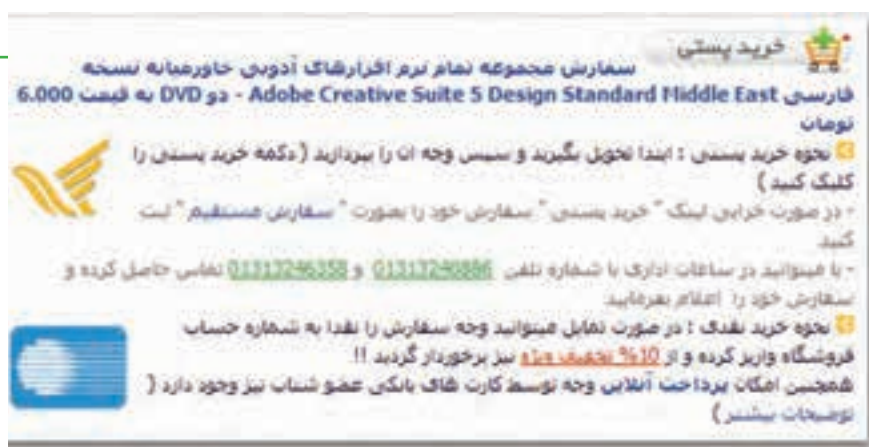 خرید پستی
سفارش مجموعه تمام نرم افزارهای آدوبی خاورمیانه نسخه
فارسی Adobe Creative Suite 5 Design Standard Middle East - دو DVD به قیمت 6.000
تومان
نحوه خرید پستی : ابتدا تحویل بگیرید و سپس وجه ان را بپردازید (دکمه خرید پستی را
کلیک کنید )
- در صورت خرابی لینک " خرید پستی " سفارش خود را بصورت " سفارش مستقیم " ثبت
کنید.
- یا میتوانید در ساعات اداری با شماره تلفن و تماس حاصل کرده و
سفارش خود را اعلام بفرمایید.
نحوه خرید نقدی : در صورت تمایل میتوانید وجه سفارش را نقدا به شماره حساب
فروشگاه واریز کرده و از 10% تخفیف ویژه نیز برخوردار گردید !!
همچنین امکان پرداخت آنلاین وجه توسط کارت های بانکی عضو شتاب نیز وجود دارد (
توضیحات بیشتر )